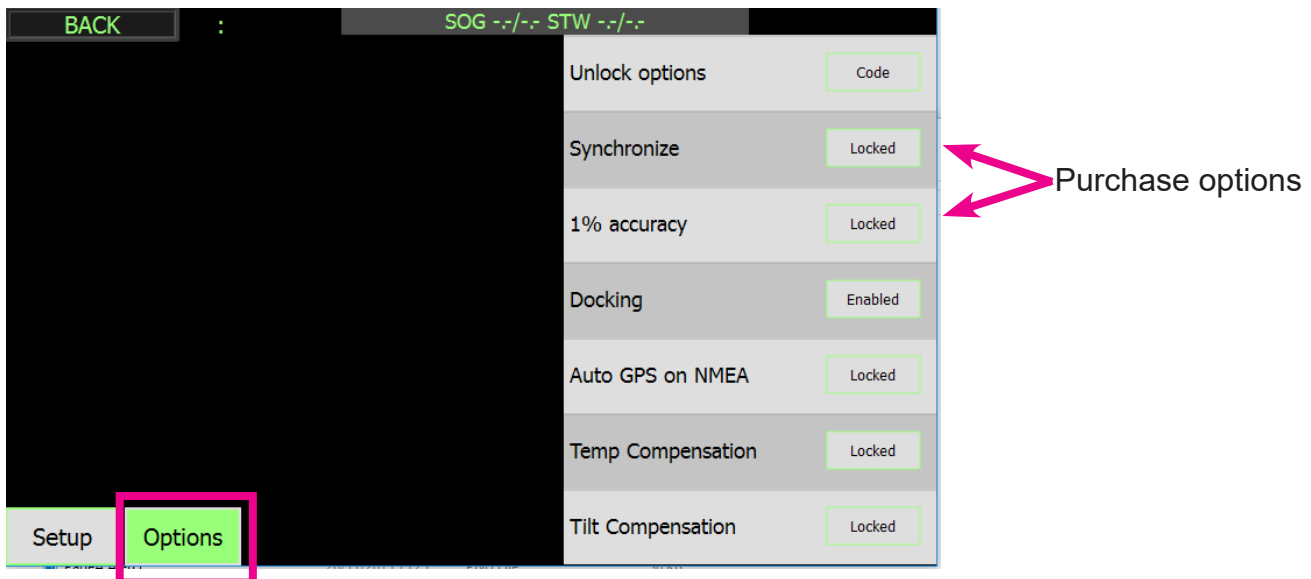 BACK : SOG -.-/-.- STW -.-/-.-
Unlock options Code
Synchronize Locked
Purchase options
1% accuracy Locked
Docking Enabled
Auto GPS on NMEA Locked
Temp Compensation Locked
Tilt Compensation Locked
Setup Options